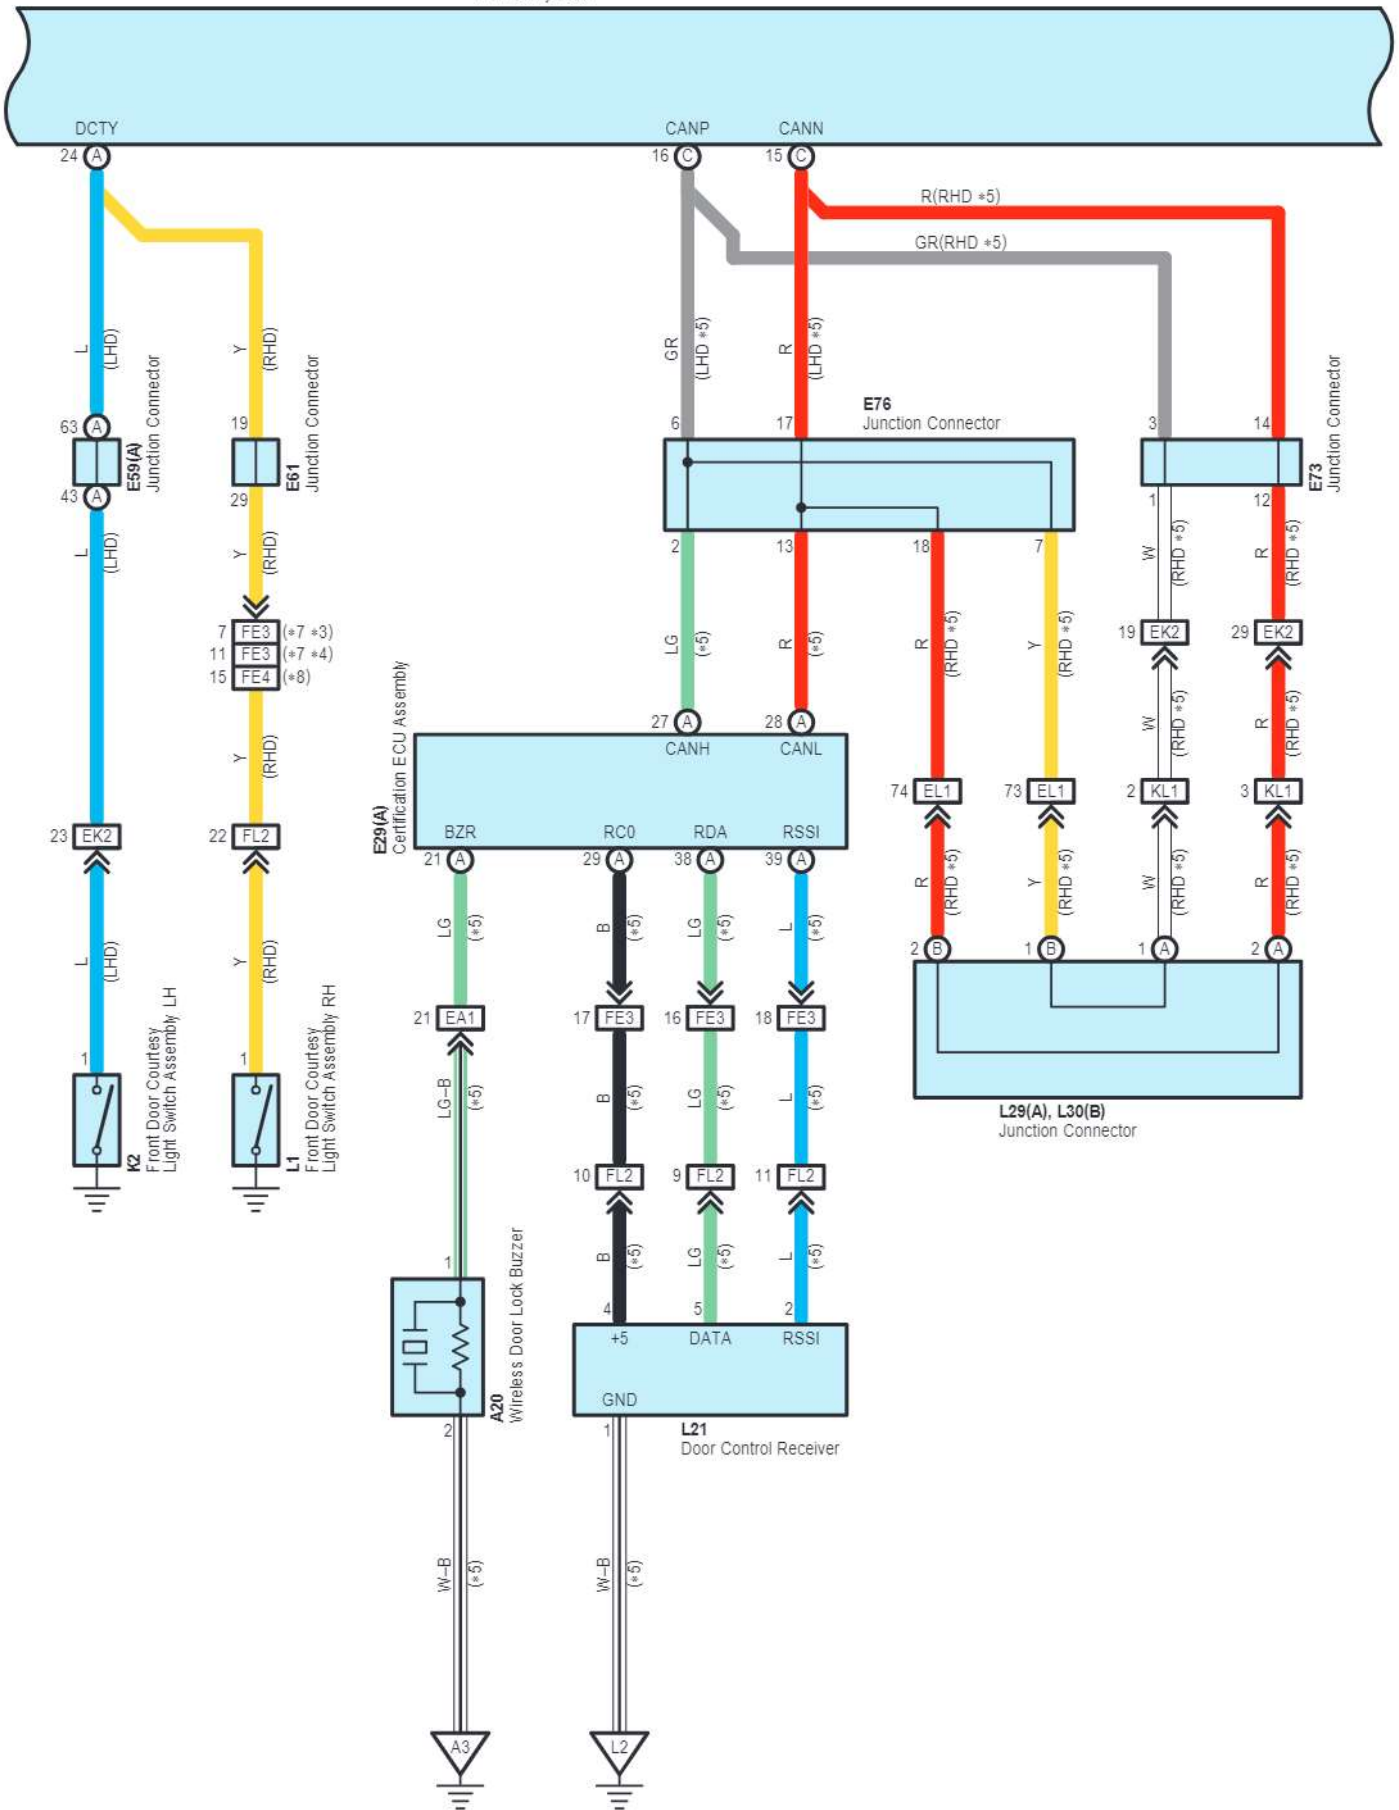 DCTY
CANP
CANN
24 A
16 C
15 C
R(RHD *5)
GR(RHD *5)
L
(LHD)
Y
(RHD)
GR
(LHD *5)
R
(LHD *5)
63 A
E59(A)
Junction Connector
43 A
19
E61
Junction Connector
29
6
17
E76
Junction Connector
3
14
E73
Junction Connector
2
13
18
7
1
12
L
(LHD)
Y
(RHD)
LG
(*5)
R
(*5)
R
(RHD *5)
Y
(RHD *5)
W
(RHD *5)
R
(RHD *5)
7 FE3 (*7 *3)
11 FE3 (*7 *4)
15 FE4 (*8)
19 EK2
29 EK2
Y
(RHD)
W
(RHD *5)
R
(RHD *5)
27 A
28 A
CANH
CANL
E29(A)
Certification ECU Assembly
BZR
RC0
RDA
RSSI
74 EL1
73 EL1
2 KL1
3 KL1
23 EK2
22 FL2
21 A
29 A
38 A
39 A
R
(RHD *5)
Y
(RHD *5)
W
(RHD *5)
R
(RHD *5)
L
(LHD)
Y
(RHD)
LG
(*5)
B
(*5)
LG
(*5)
L
(*5)
2 B
1 B
1 A
2 A
L29(A), L30(B)
Junction Connector
21 EA1
17 FE3
16 FE3
18 FE3
1
K2
Front Door Courtesy
Light Switch Assembly LH
1
L1
Front Door Courtesy
Light Switch Assembly RH
LG–B
(*5)
B
(*5)
LG
(*5)
L
(*5)
10 FL2
9 FL2
11 FL2
B
(*5)
LG
(*5)
L
(*5)
1
A20
Wireless Door Lock Buzzer
2
4
5
2
+5
DATA
RSSI
GND
1
L21
Door Control Receiver
W–B
(*5)
W–B
(*5)
A3
L2